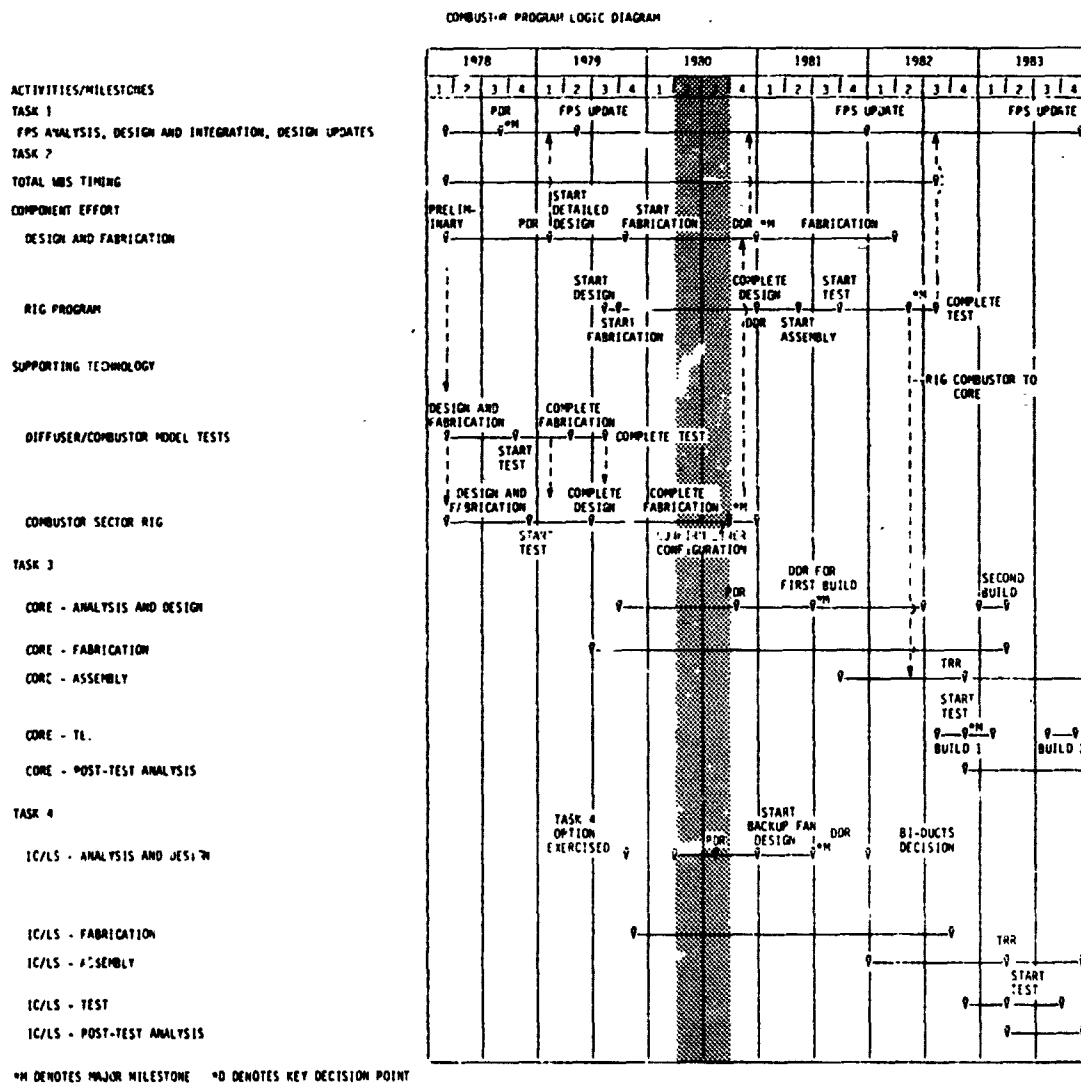 PROGRAM LOGIC DIAGRAM
1978 1979 1980 1981 1982 1983
ACTIVITIES/MILESTONES
1 2 3 4 1 2 3 4 1 4 1 2 3 4 1 2 3 4 1 2 3 4
TASK 1
PDR FPS UPDATE FPS UPDATE FPS UPDATE
*M
FPS ANALYSIS, DESIGN AND INTEGRATION, DESIGN UPDATES
TASK 2
TOTAL WBS TIMING
COMPONENT EFFORT
PRELIM-
INARY
PDR
START
DETAILED
DESIGN
START
FABRICATION
DDR *M
FABRICATION
DESIGN AND FABRICATION
START
DESIGN
COMPLETE
DESIGN
START
TEST
*M
RIG PROGRAM
START
FABRICATION
DDR
START
ASSEMBLY
COMPLETE
TEST
SUPPORTING TECHNOLOGY
RIG COMBUSTOR TO
CORE
DESIGN AND
FABRICATION
COMPLETE
FABRICATION
DIFFUSER/COMBUSTOR MODEL TESTS
START
TEST
COMPLETE TEST
DESIGN AND
FABRICATION
COMPLETE
DESIGN
COMPLETE
FABRICATION
*M
COMBUSTOR SECTOR RIG
START
TEST
CONFIGURATION
TASK 3
DDR FOR
FIRST BUILD
SECOND
BUILD
PDR
*M
CORE - ANALYSIS AND DESIGN
CORE - FABRICATION
CORE - ASSEMBLY
TRR
START
TEST
*M
CORE -
BUILD 1
BUILD
CORE - POST-TEST ANALYSIS
TASK 4
TASK 4
OPTION
EXERCISED
START
BACKUP FAN
DESIGN
DDR
BI-DUCTS
DECISION
PDR
*M
IC/LS - ANALYSIS AND DESIGN
IC/LS - FABRICATION
IC/LS - ASSEMBLY
TRR
START
TEST
IC/LS - TEST
IC/LS - POST-TEST ANALYSIS
*M DENOTES MAJOR MILESTONE *D DENOTES KEY DECISION POINT